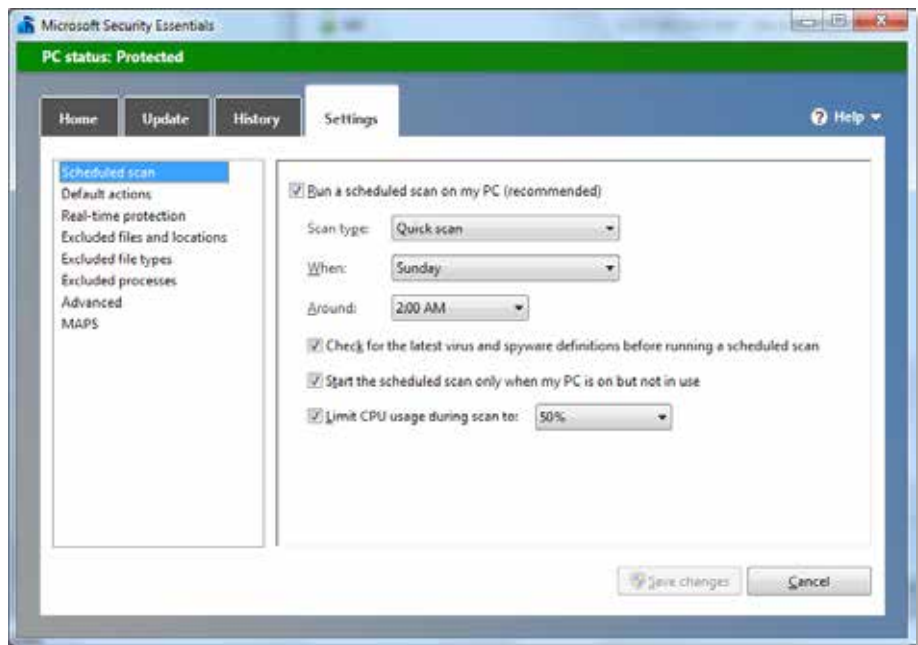 Microsoft Security Essentials
PC status: Protected
Home Update History Settings Help
Scheduled scan
Default actions
Real-time protection
Excluded files and locations
Excluded file types
Excluded processes
Advanced
MAPS
Run a scheduled scan on my PC (recommended)
Scan type: Quick scan
When: Sunday
Around: 2:00 AM
Check for the latest virus and spyware definitions before running a scheduled scan
Start the scheduled scan only when my PC is on but not in use
Limit CPU usage during scan to: 50%
Save changes Cancel